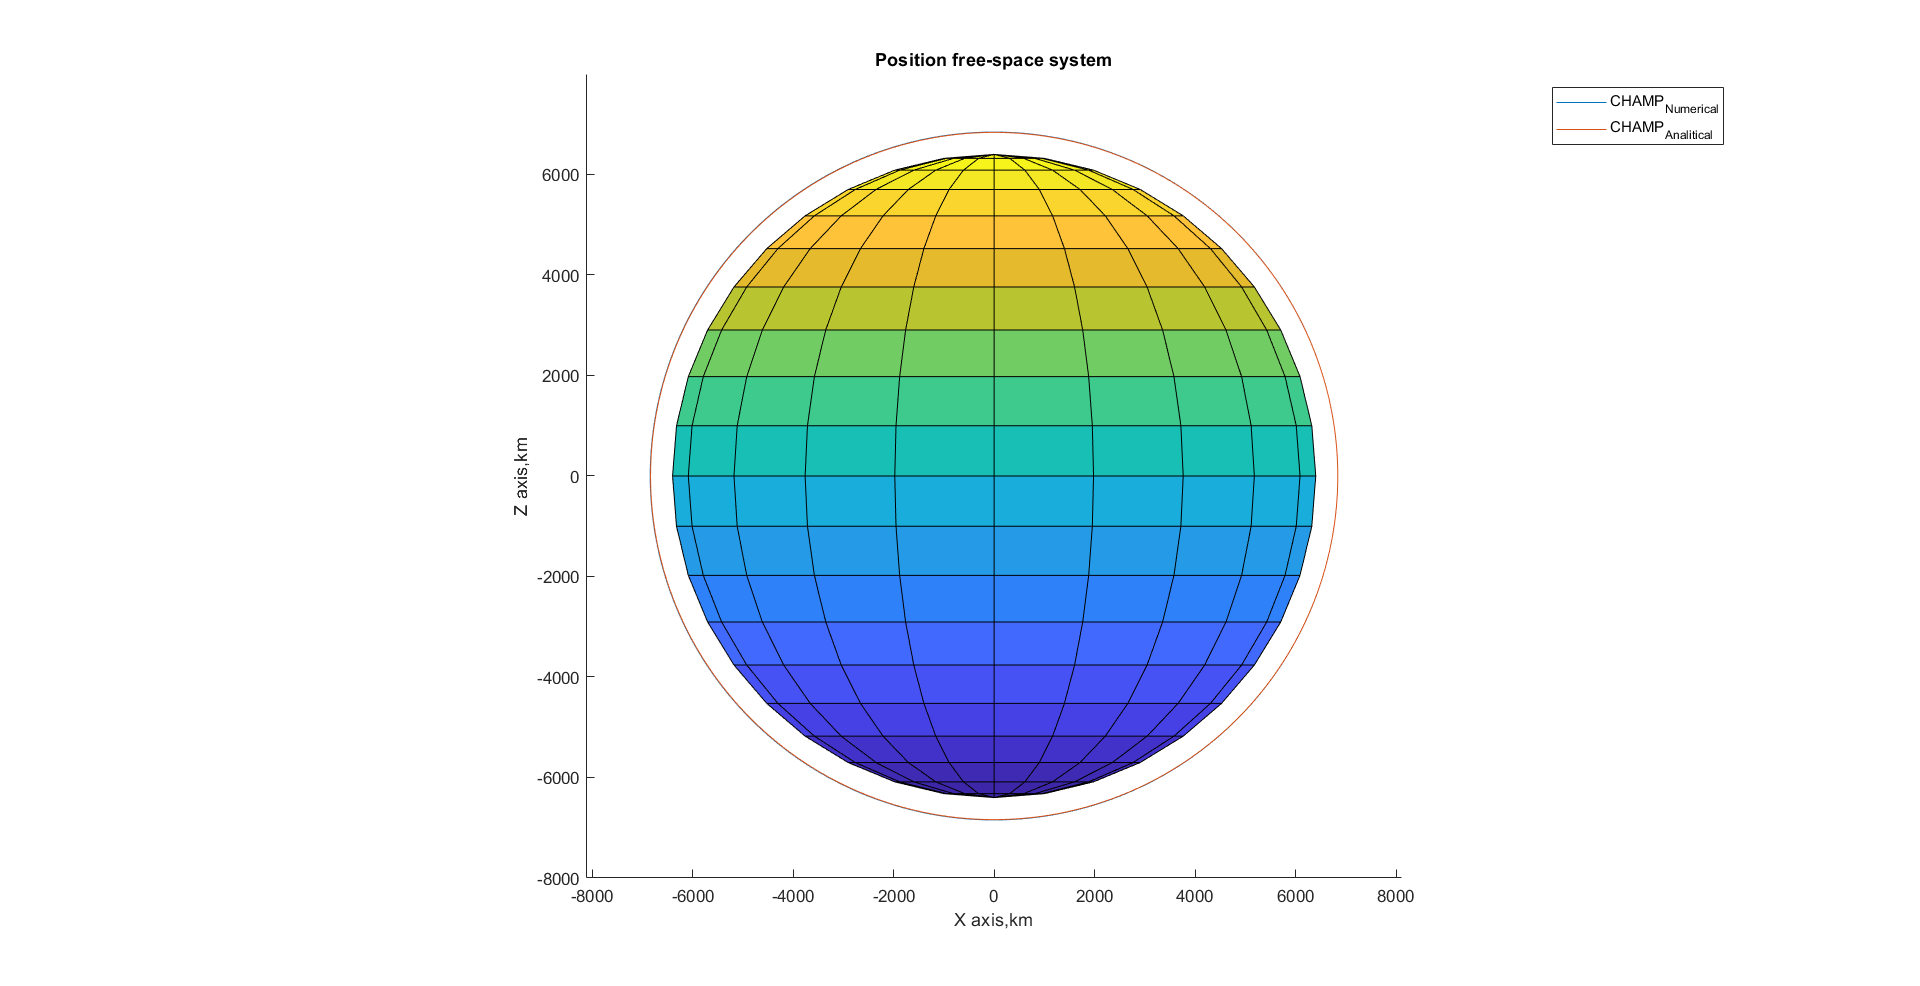 Position free-space system
CHAMP Numerical
CHAMP Analitical
6000
4000
2000
0
-2000
-4000
-6000
-8000
Z axis,km
-8000 -6000 -4000 -2000 0 2000 4000 6000 8000
X axis,km